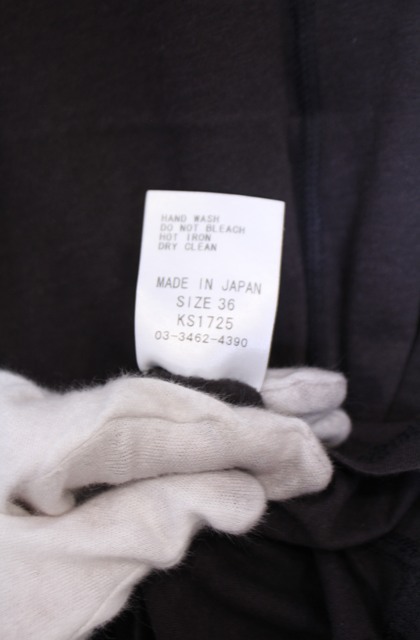 HAND WASH
DO NOT BLEACH
HOT IRON
DRY CLEAN
MADE IN JAPAN
SIZE 36
KS1725
03-3462-4390